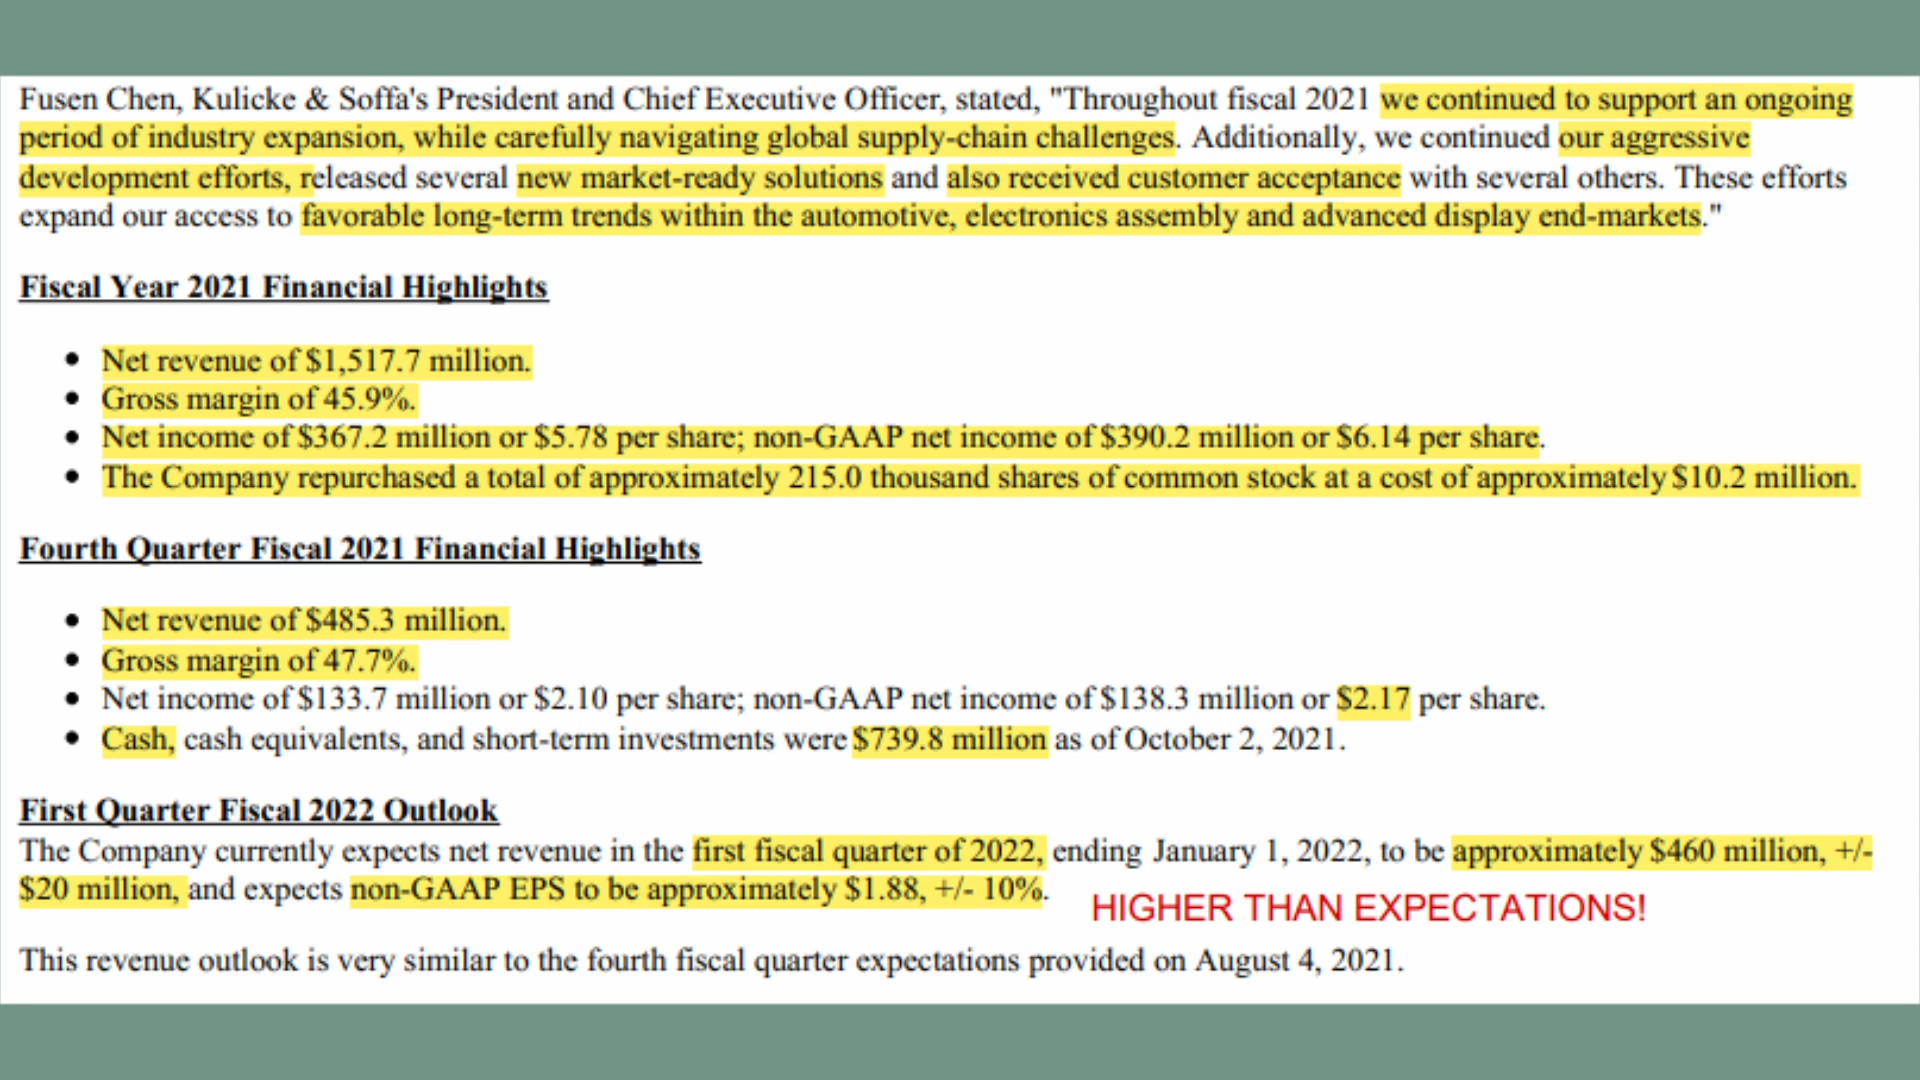 Fusen Chen, Kulicke & Soffa's President and Chief Executive Officer, stated, "Throughout fiscal 2021 we continued to support an ongoing
period of industry expansion, while carefully navigating global supply-chain challenges. Additionally, we continued our aggressive
development efforts, released several new market-ready solutions and also received customer acceptance with several others. These efforts
expand our access to favorable long-term trends within the automotive, electronics assembly and advanced display end-markets."
Fiscal Year 2021 Financial Highlights
• Net revenue of $1,517.7 million.
• Gross margin of 45.9%.
• Net income of $367.2 million or $5.78 per share; non-GAAP net income of $390.2 million or $6.14 per share.
• The Company repurchased a total of approximately 215.0 thousand shares of common stock at a cost of approximately $10.2 million.
Fourth Quarter Fiscal 2021 Financial Highlights
• Net revenue of $485.3 million.
• Gross margin of 47.7%.
• Net income of $133.7 million or $2.10 per share; non-GAAP net income of $138.3 million or $2.17 per share.
• Cash, cash equivalents, and short-term investments were $739.8 million as of October 2, 2021.
First Quarter Fiscal 2022 Outlook
The Company currently expects net revenue in the first fiscal quarter of 2022, ending January 1, 2022, to be approximately $460 million, +/-
$20 million, and expects non-GAAP EPS to be approximately $1.88, +/- 10%.
HIGHER THAN EXPECTATIONS!
This revenue outlook is very similar to the fourth fiscal quarter expectations provided on August 4, 2021.